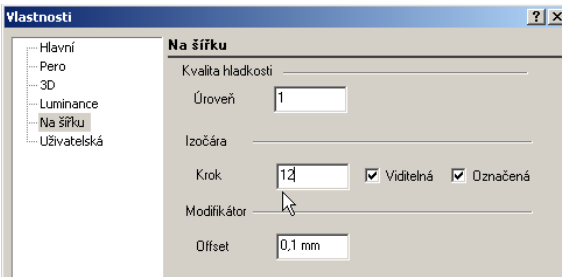 Vlastnosti
Hlavní
Pero
3D
Luminance
Na šířku
Uživatelská
Na šířku
Kvalita hladkosti
Úroveň 1
Izočára
Krok 12 Viditelná Označená
Modifikátor
Offset 0,1 mm